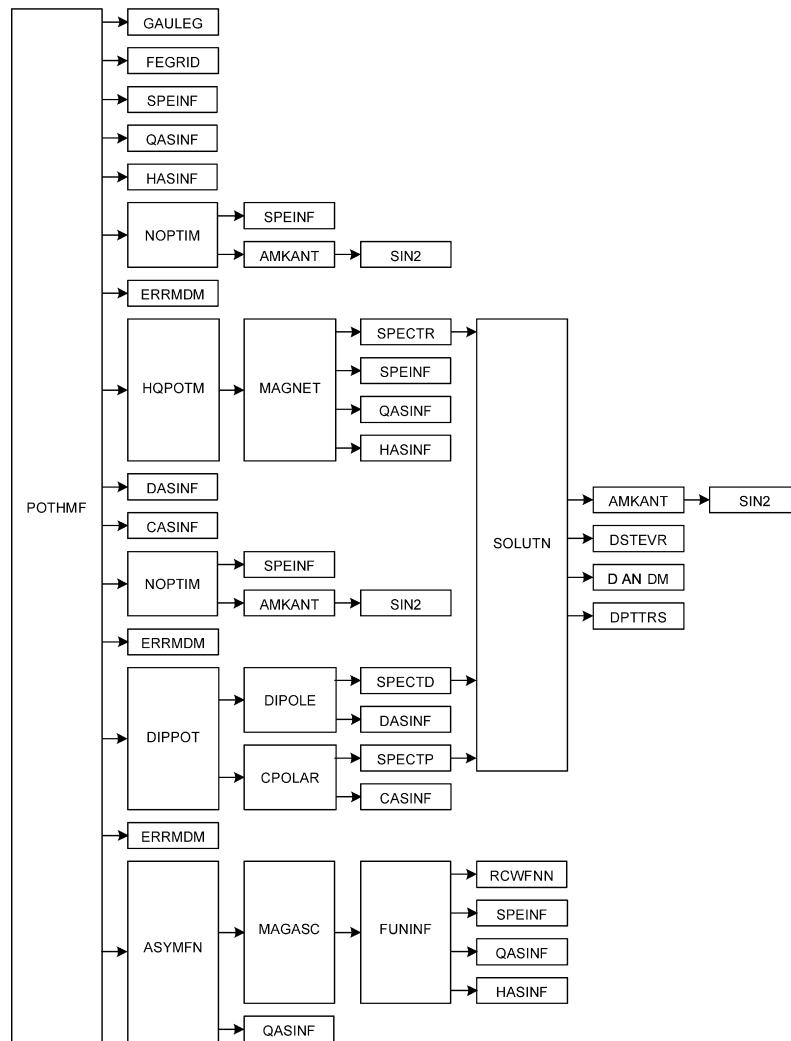 GAULEG
FEGRID
SPEINF
QASINF
HASINF
NOPTIM
SPEINF
AMKANT
SIN2
ERRMDM
HQPOTM
MAGNET
SPECTR
SPEINF
QASINF
HASINF
POTHMF
DASINF
CASINF
SOLUTN
AMKANT
SIN2
DSTEVR
D AN DM
DPTTRS
NOPTIM
SPEINF
AMKANT
SIN2
ERRMDM
DIPPOT
DIPOLE
SPECTD
DASINF
CPOLAR
SPECTP
CASINF
ERRMDM
ASYMFN
MAGASC
FUNINF
RCWFNN
SPEINF
QASINF
HASINF
QASINF